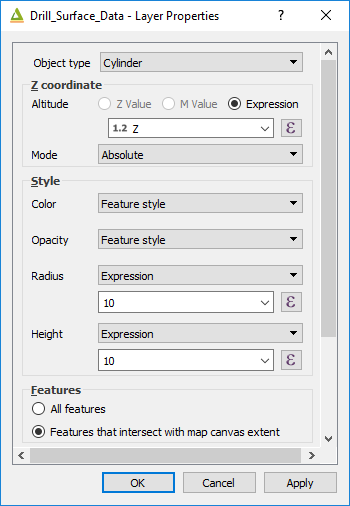 Drill_Surface_Data - Layer Properties
Object type Cylinder
Z coordinate
Altitude Z Value M Value Expression
1.2 Z ε
Mode Absolute
Style
Color Feature style
Opacity Feature style
Radius Expression
10 ε
Height Expression
10 ε
Features
All features
Features that intersect with map canvas extent
OK Cancel Apply